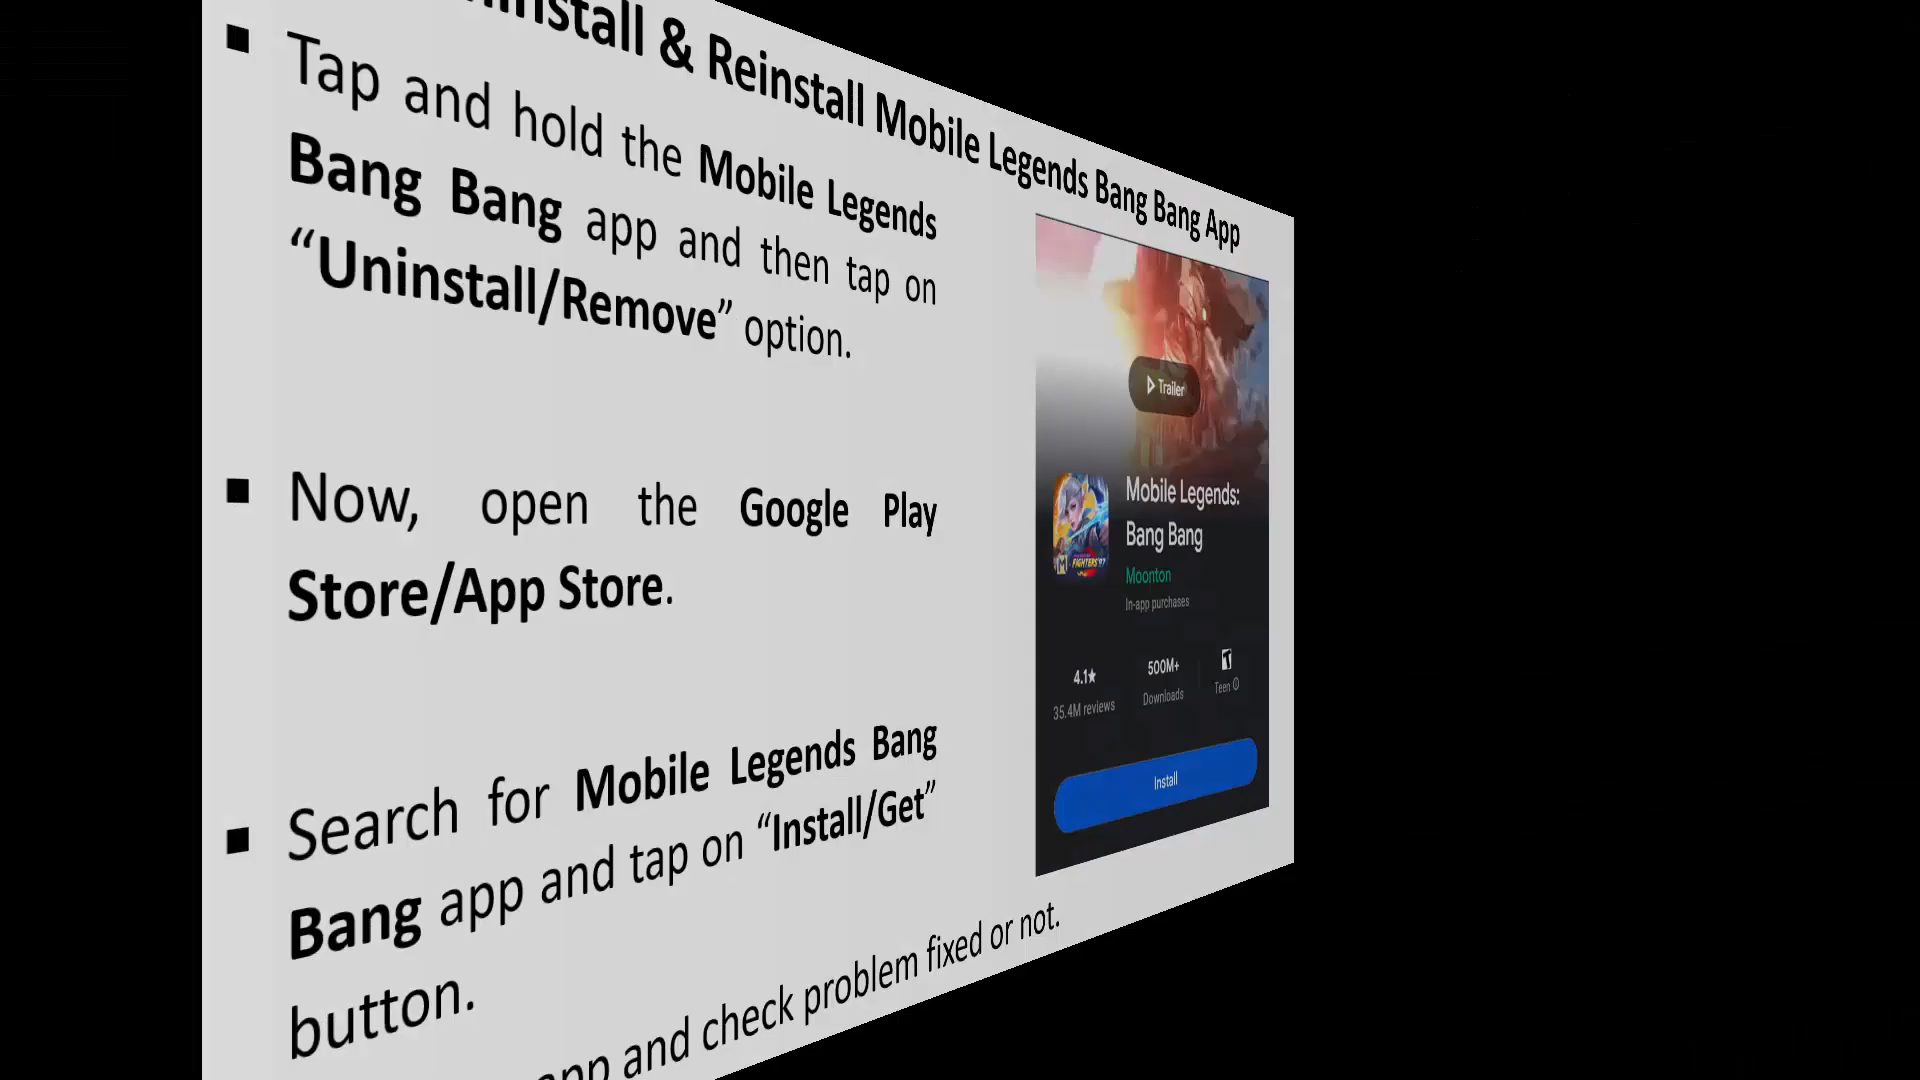 & Reinstall Mobile Legends Bang Bang App
▪ Tap and hold the Mobile Legends
Bang Bang app and then tap on
“Uninstall/Remove” option.
▪ Now, open the Google Play
Store/App Store.
▪ Search for Mobile Legends Bang
Bang app and tap on “Install/Get”
button.
and check problem fixed or not.
Trailer
Mobile Legends:
Bang Bang
Moonton
In-app purchases
4.1★
35.4M reviews
500M+
Downloads
Teen
Install